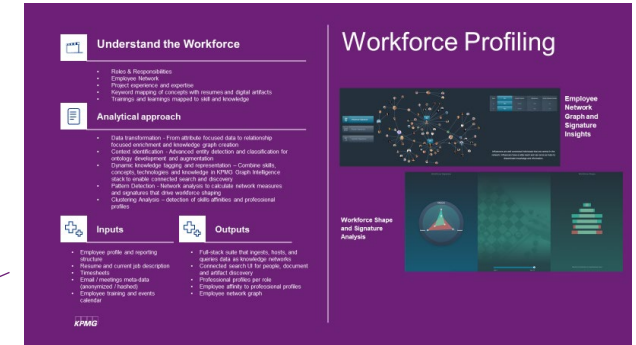 Understand the Workforce
• Roles & Responsibilities
• Employee Network
• Project experience and expertise
• Keyword mapping of concepts with resumes and digital artifacts
• Trainings and learnings mapped to skill and knowledge
Analytical approach
• Data transformation - From attribute focused data to relationship
focused enrichment and knowledge graph creation
• Context identification - Advanced entity detection and classification for
ontology development and augmentation
• Dynamic knowledge tagging and representation – Combine skills,
concepts, technologies and knowledge in KPMG Graph Intelligence
stack to enable connected search and discovery
• Pattern Detection - Network analysis to calculate network measures
and signatures that drive workforce shaping
• Clustering Analysis – detection of skills affinities and professional
profiles
Inputs
• Employee profile and reporting
structure
• Resume and current job description
• Timesheets
• Email / meetings meta-data
(anonymized / hashed)
• Employee training and events
calendar
Outputs
• Full-stack suite that ingests, hosts, and
queries data as knowledge networks
• Connected search UI for people, document
and artifact discovery
• Professional profiles per role
• Employee affinity to professional profiles
• Employee network graph
KPMG
Workforce Profiling
Employee
Network
Graph and
Signature
Insights
Workforce Shape
and Signature
Analysis